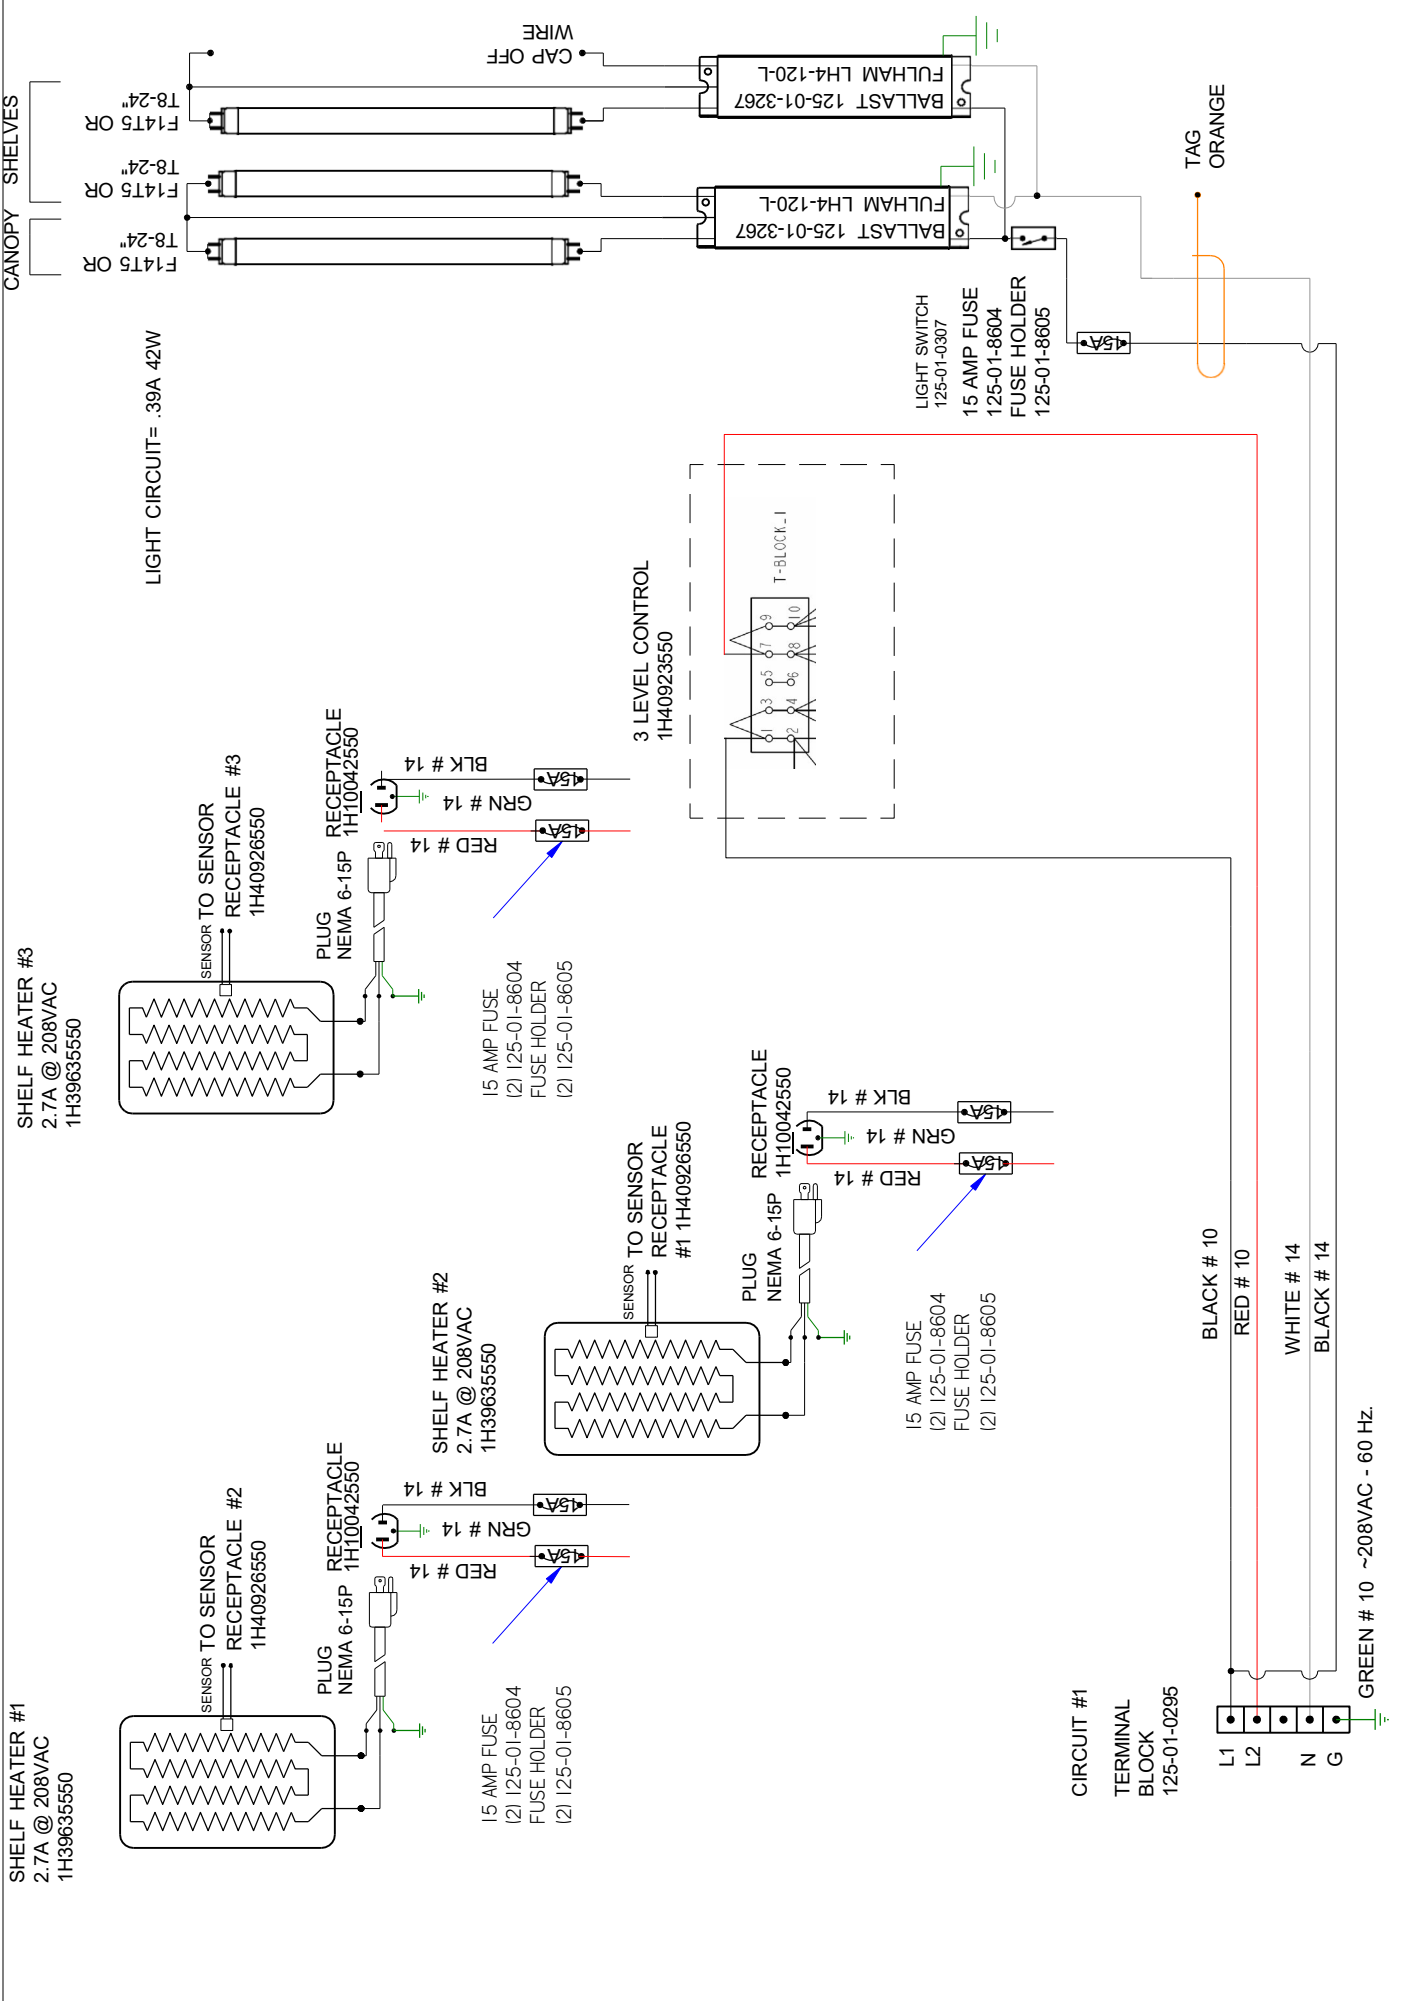 SHELF HEATER #1
2.7A @ 208VAC
1H39635550
SENSOR
TO SENSOR
RECEPTACLE #2
1H40926550
PLUG
NEMA 6-15P
RECEPTACLE
1H10042550
BLK # 14
GRN # 14
RED # 14
15A
15A
15 AMP FUSE
(2) 125-01-8604
FUSE HOLDER
(2) 125-01-8605
SHELF HEATER #2
2.7A @ 208VAC
1H39635550
SENSOR
TO SENSOR
RECEPTACLE
#1 1H40926550
PLUG
NEMA 6-15P
RECEPTACLE
1H10042550
BLK # 14
GRN # 14
RED # 14
15A
15A
15 AMP FUSE
(2) 125-01-8604
FUSE HOLDER
(2) 125-01-8605
SHELF HEATER #3
2.7A @ 208VAC
1H39635550
SENSOR
TO SENSOR
RECEPTACLE #3
1H40926550
PLUG
NEMA 6-15P
RECEPTACLE
1H10042550
BLK # 14
GRN # 14
RED # 14
15A
15A
15 AMP FUSE
(2) 125-01-8604
FUSE HOLDER
(2) 125-01-8605
LIGHT CIRCUIT= .39A 42W
CANOPY
SHELVES
F14T5 OR
T8-24"
F14T5 OR
T8-24"
F14T5 OR
T8-24"
CAP OFF
WIRE
BALLAST 125-01-3267
FULHAM LH4-120-L
BALLAST 125-01-3267
FULHAM LH4-120-L
LIGHT SWITCH
125-01-0307
15 AMP FUSE
125-01-8604
FUSE HOLDER
125-01-8605
15A
TAG
ORANGE
3 LEVEL CONTROL
1H40923550
T-BLOCK_1
1 3 5 7 9
2 4 6 8 10
BLACK # 10
RED # 10
WHITE # 14
BLACK # 14
CIRCUIT #1
TERMINAL
BLOCK
125-01-0295
L1
L2
N
G
GREEN # 10 ~208VAC - 60 Hz.